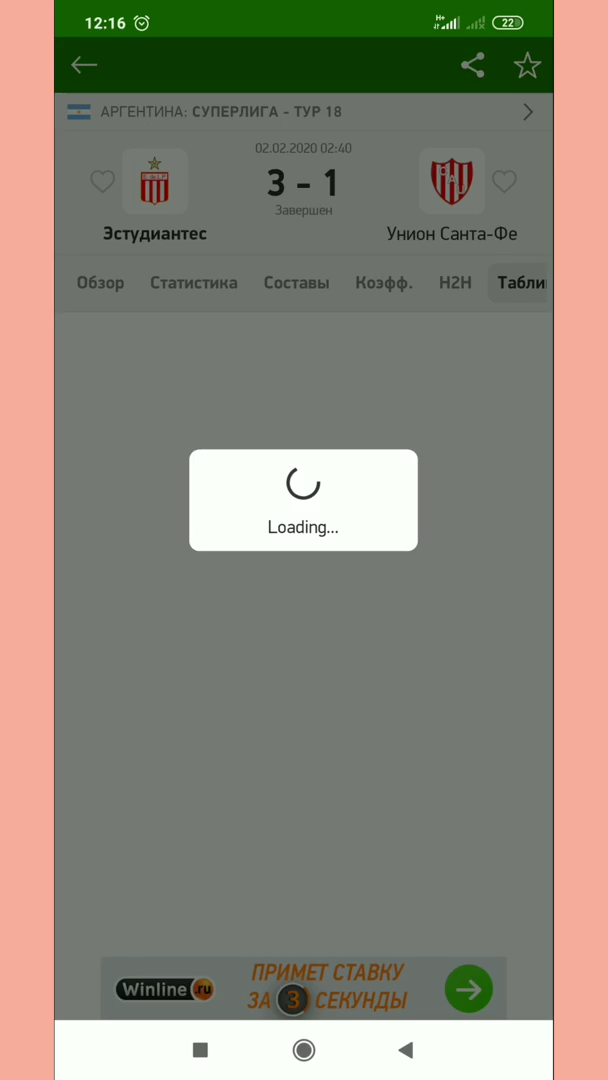 12:16
22
АРГЕНТИНА: СУПЕРЛИГА - ТУР 18
02.02.2020 02:40
3 - 1
Завершен
Эстудиантес
Унион Санта-Фе
Обзор Статистика Составы Коэфф. H2H Табли
Loading...
Winline.ru
ПРИМЕТ СТАВКУ
ЗА 3 СЕКУНДЫ